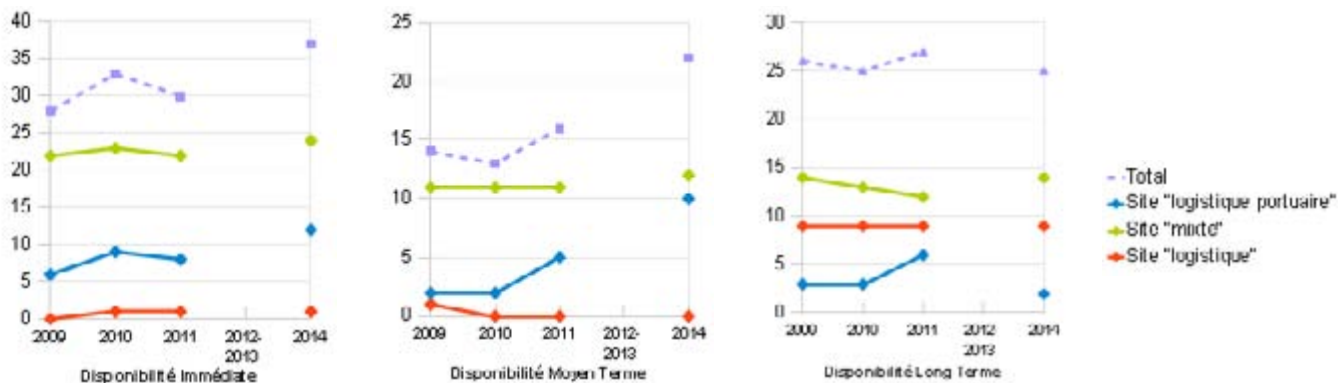 40
35
30
25
20
15
10
5
0
2009 2010 2011 2012-2013 2014
Disponibilité Immédiate
25
20
15
10
5
0
2009 2010 2011 2012-2013 2014
Disponibilité Moyen Terme
30
25
20
15
10
5
0
2009 2010 2011 2012 2014
2013
Disponibilité Long Terme
Total
Site "logistique portuaire"
Site "mixte"
Site "logistique"